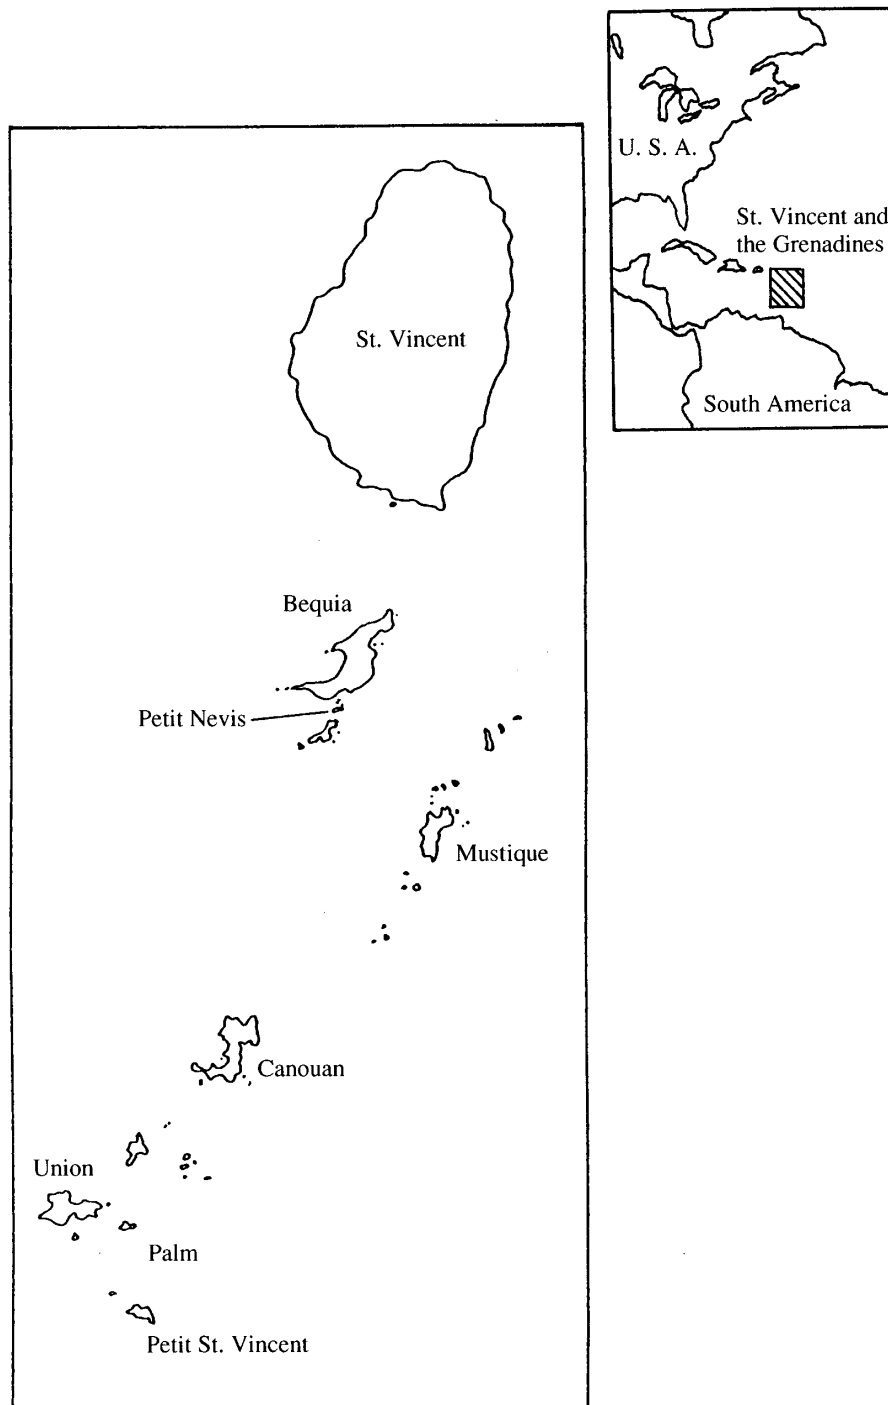 U. S. A.
St. Vincent and
the Grenadines
South America
St. Vincent
Bequia
Petit Nevis
Mustique
Canouan
Union
Palm
Petit St. Vincent